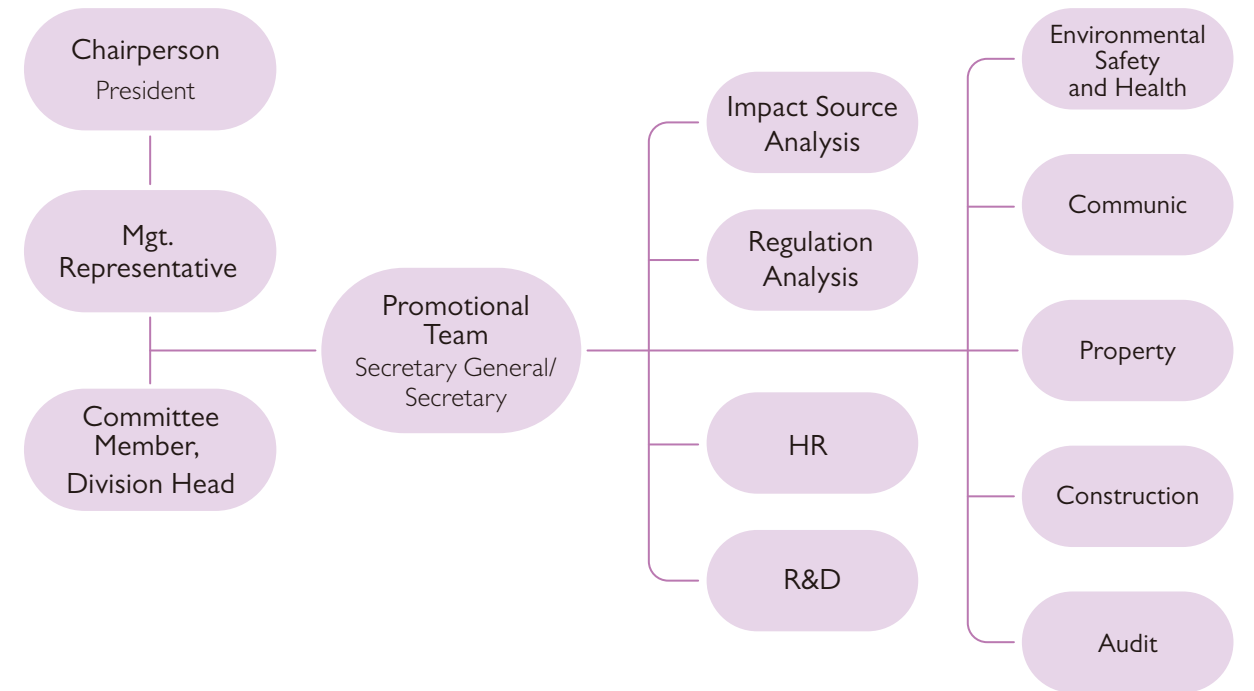 Chairperson
President
Mgt.
Representative
Committee
Member,
Division Head
Promotional
Team
Secretary General/
Secretary
Impact Source
Analysis
Regulation
Analysis
HR
R&D
Environmental
Safety
and Health
Communic
Property
Construction
Audit